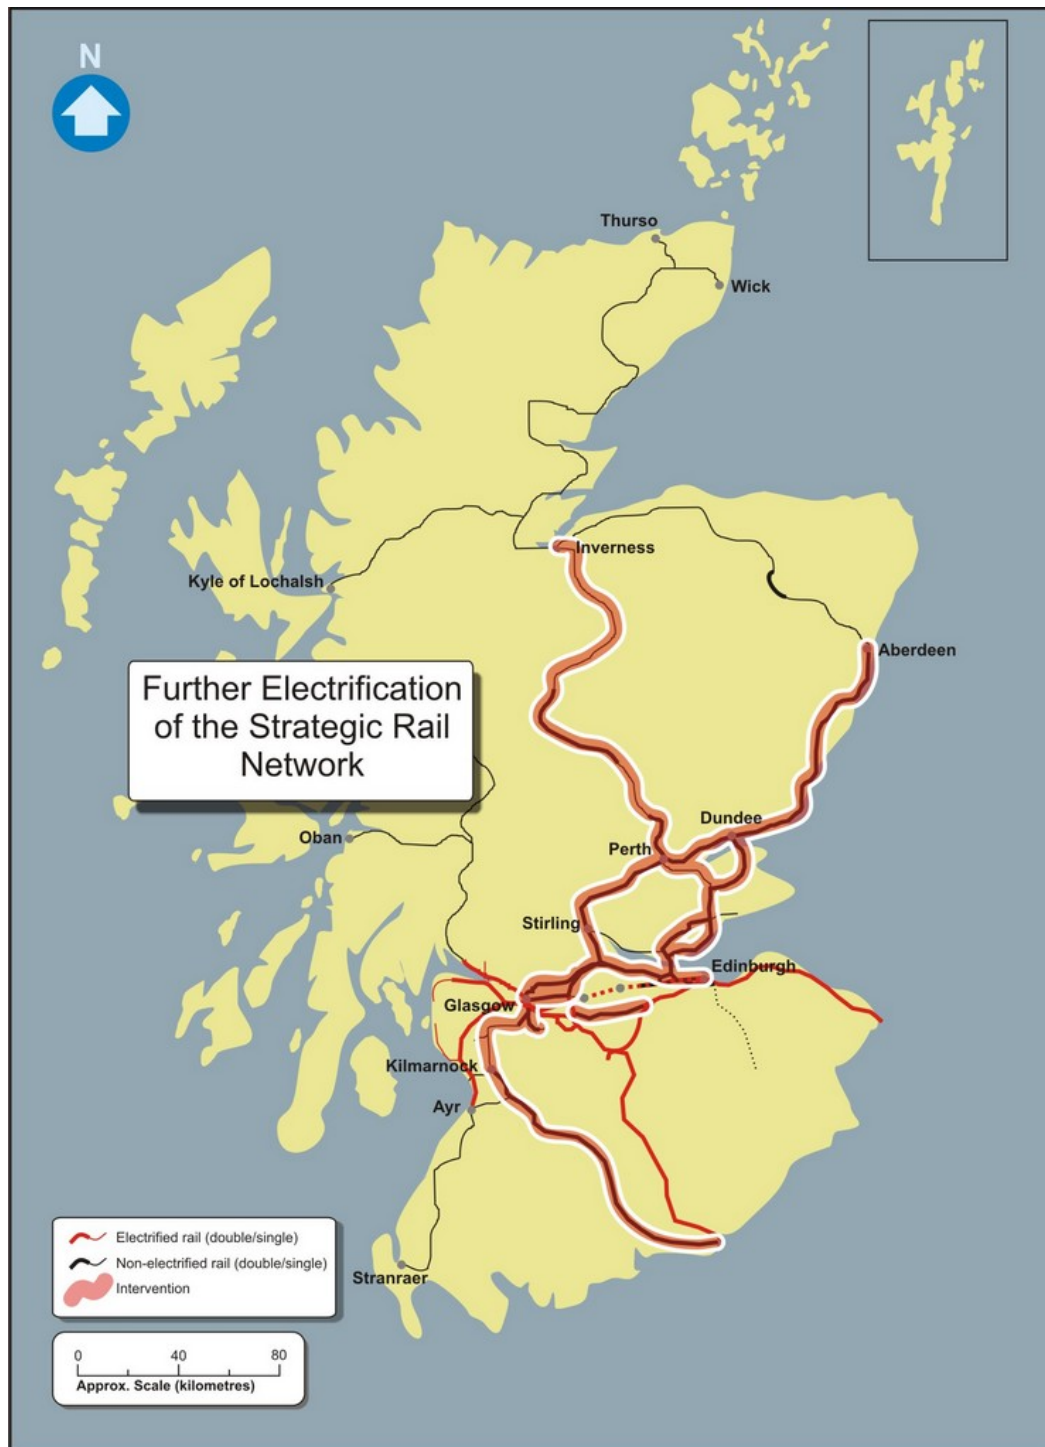 N
Thurso
Wick
Inverness
Kyle of Lochalsh
Aberdeen
Further Electrification
of the Strategic Rail
Network
Dundee
Oban
Perth
Stirling
Edinburgh
Glasgow
Kilmarnock
Ayr
Stranraer
Electrified rail (double/single)
Non-electrified rail (double/single)
Intervention
0 40 80
Approx. Scale (kilometres)